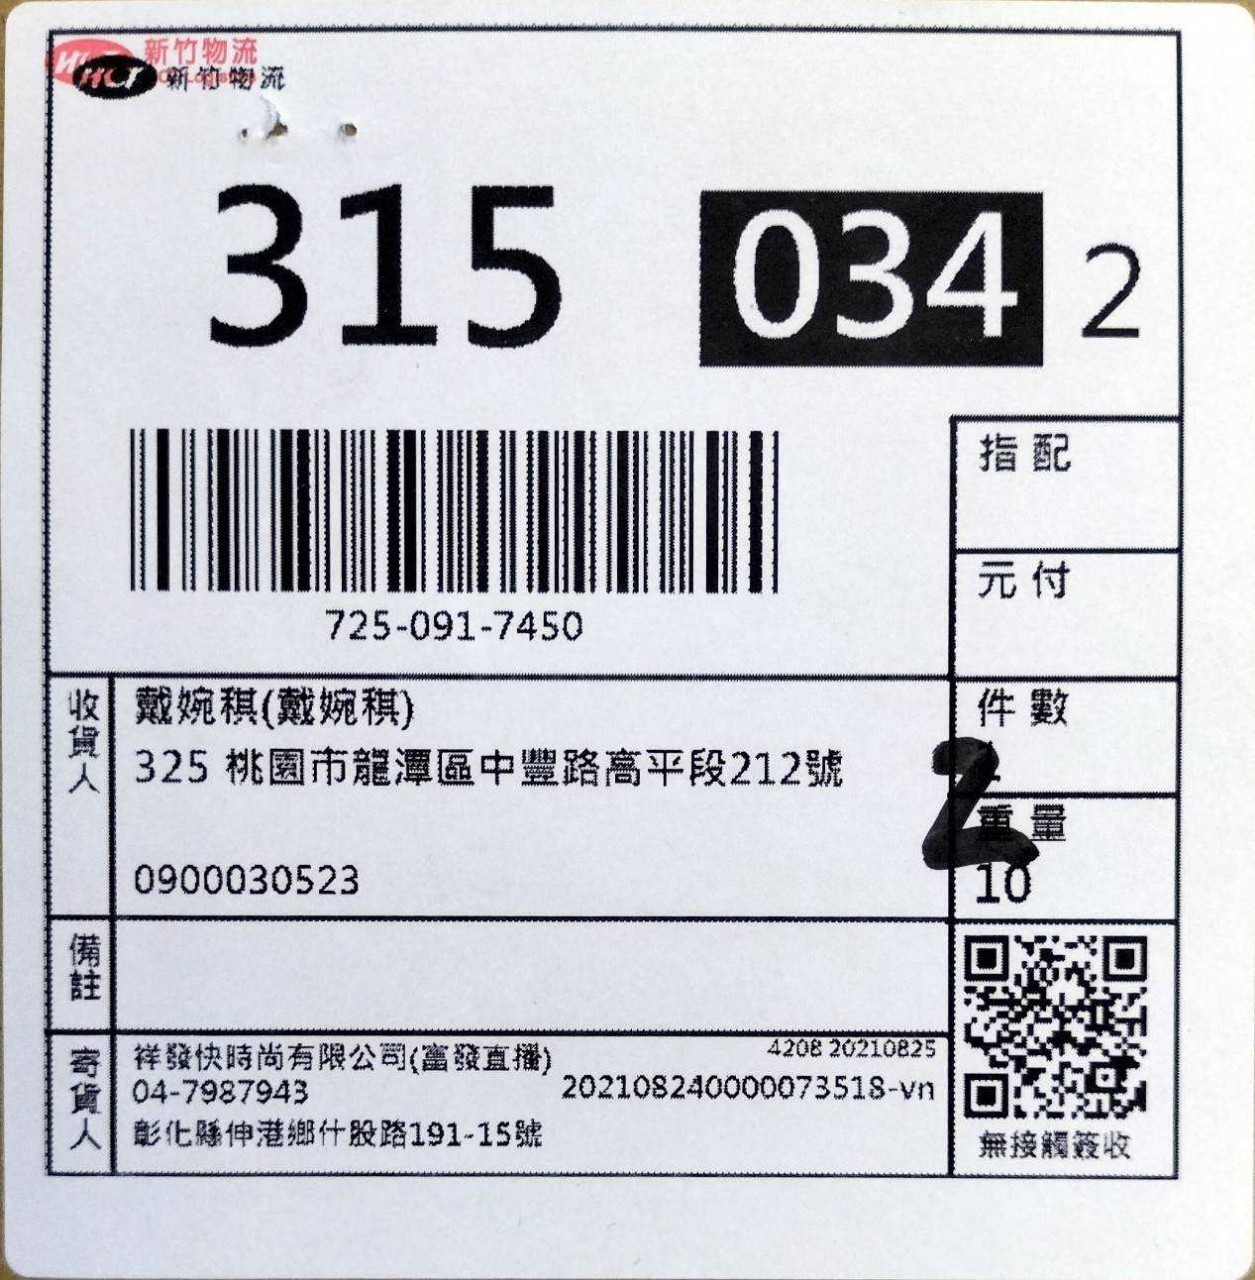 新竹物流
HCT 新竹物流
315 034 2
725-091-7450
指配
元付
件數
2
重量
10
收貨人
戴婉稘(戴婉稘)
325 桃園市龍潭區中豐路高平段212號
0900030523
備註
寄貨人
祥發快時尚有限公司(富發直播)
4208 20210825
04-7987943
202108240000073518-vn
彰化縣伸港鄉什股路191-15號
無接觸簽收